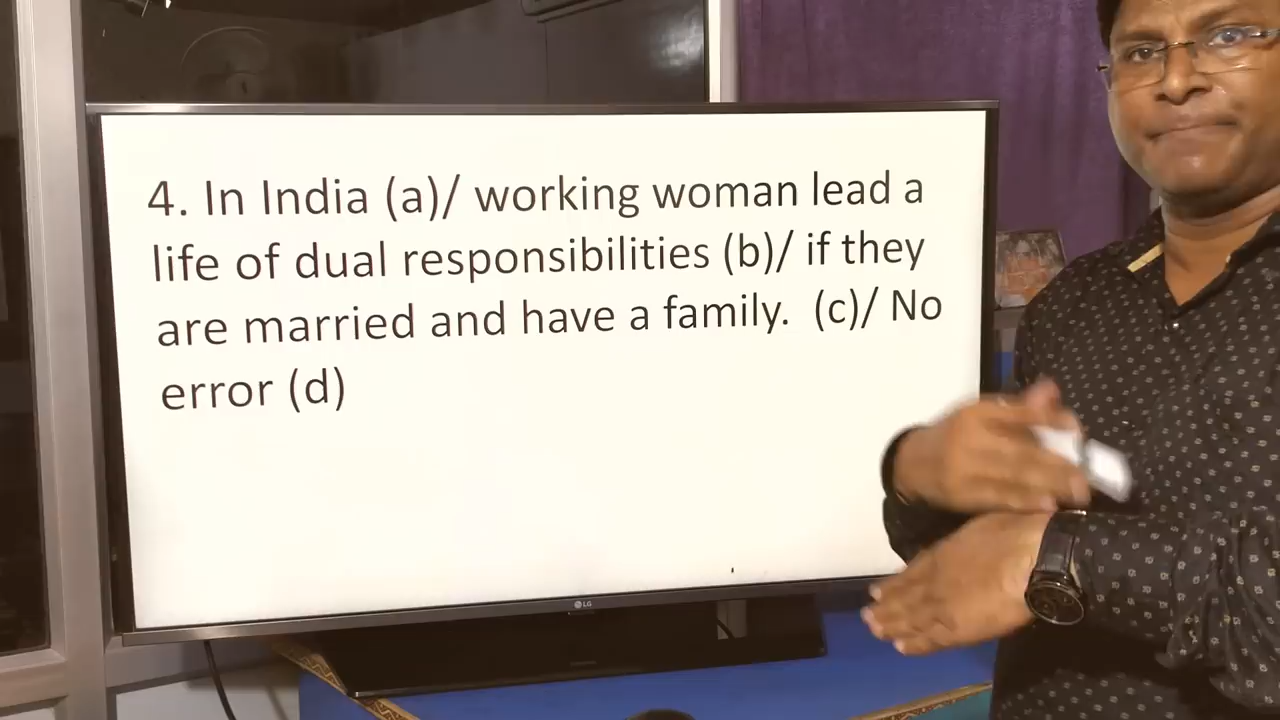 4. In India (a)/ working woman lead a
life of dual responsibilities (b)/ if they
are married and have a family. (c)/ No
error (d)
LG